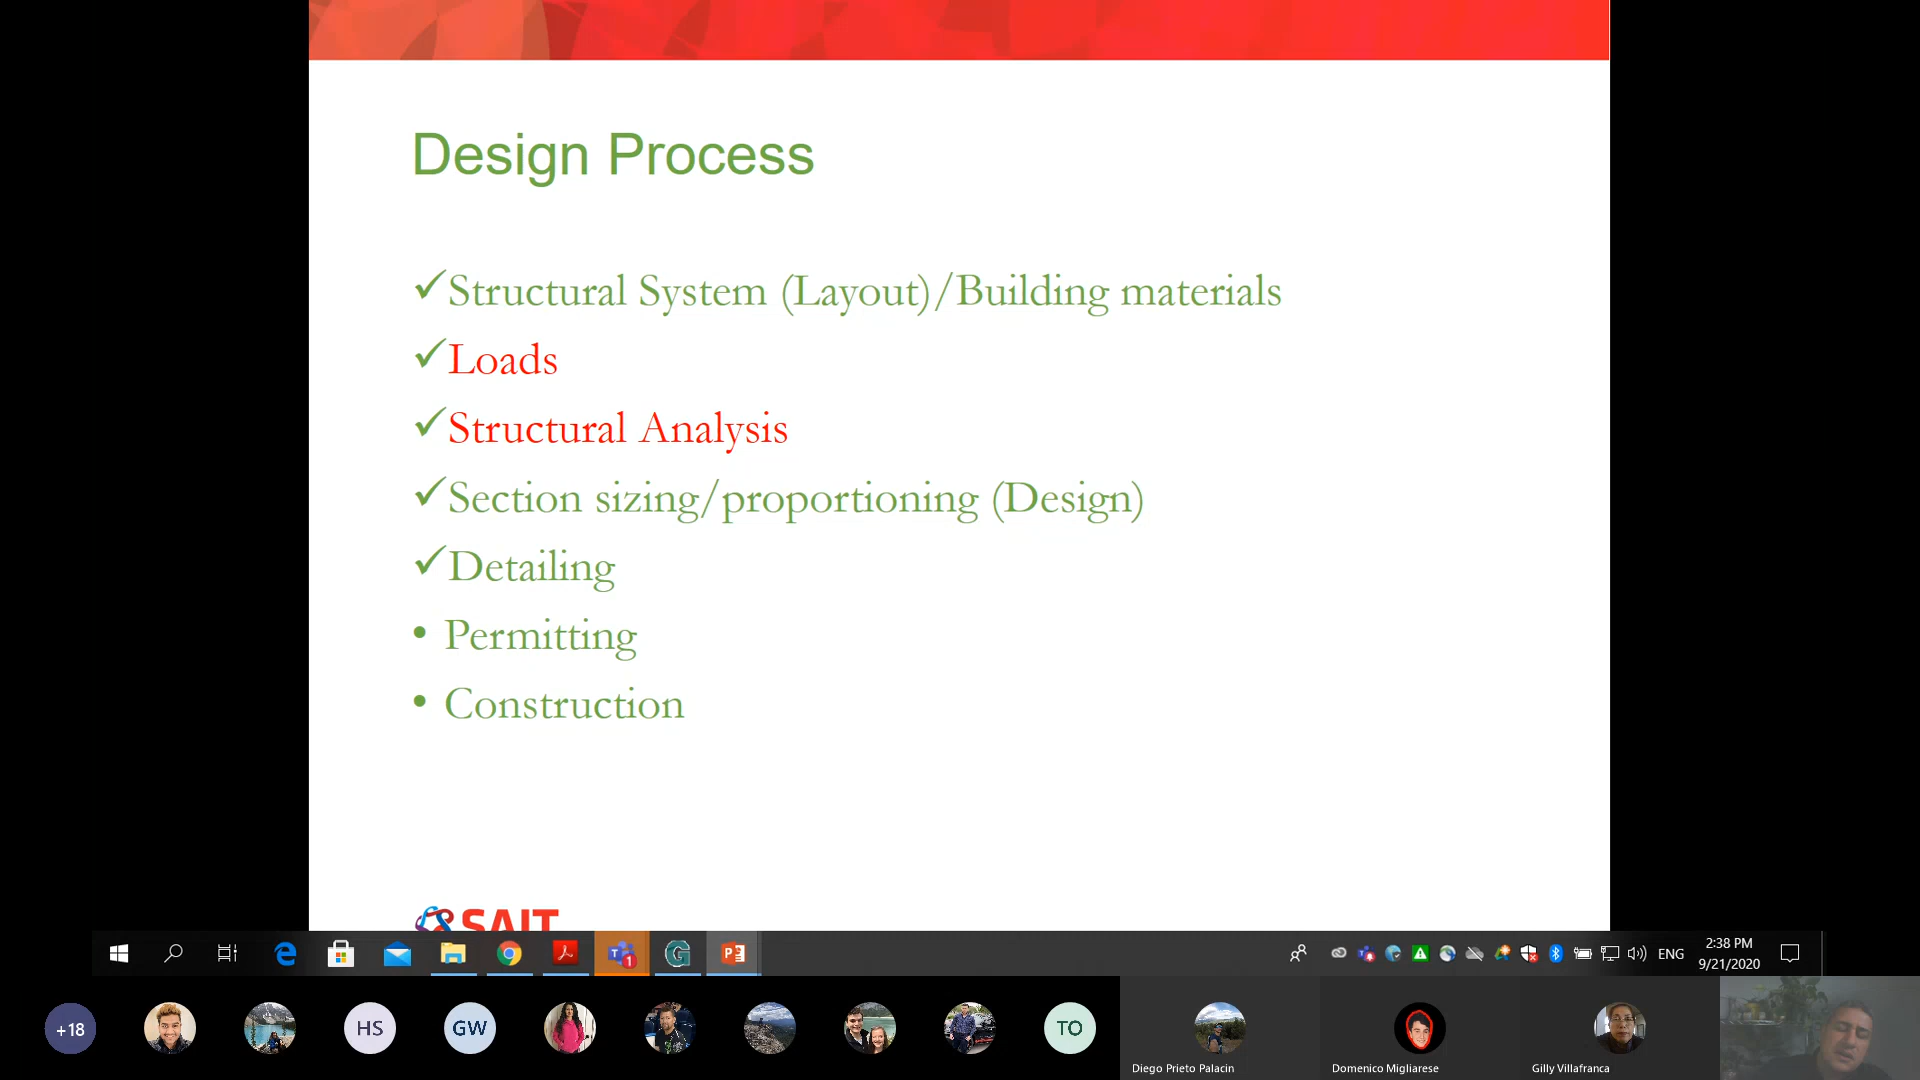 Design Process
✓Structural System (Layout)/Building materials
✓Loads
✓Structural Analysis
✓Section sizing/proportioning (Design)
✓Detailing
• Permitting
• Construction
SAIT
1
ENG
2:38 PM
9/21/2020
+18
HS
GW
TO
Diego Prieto Palacin
Domenico Migliarese
Gilly Villafranca